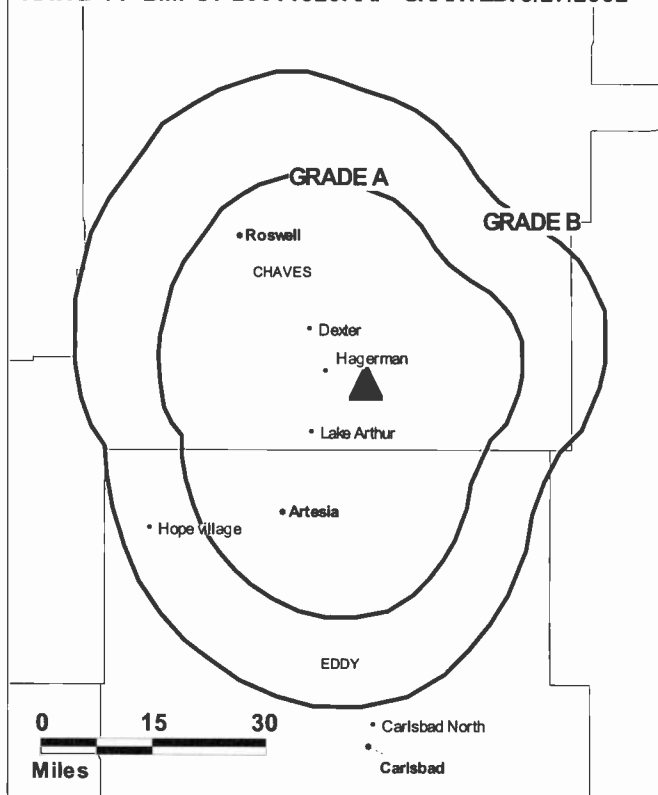 GRADE A
GRADE B
Roswell
CHAVES
Dexter
Hagerman
Lake Arthur
Artesia
Hope village
EDDY
0 15 30
Miles
Carlsbad North
Carlsbad